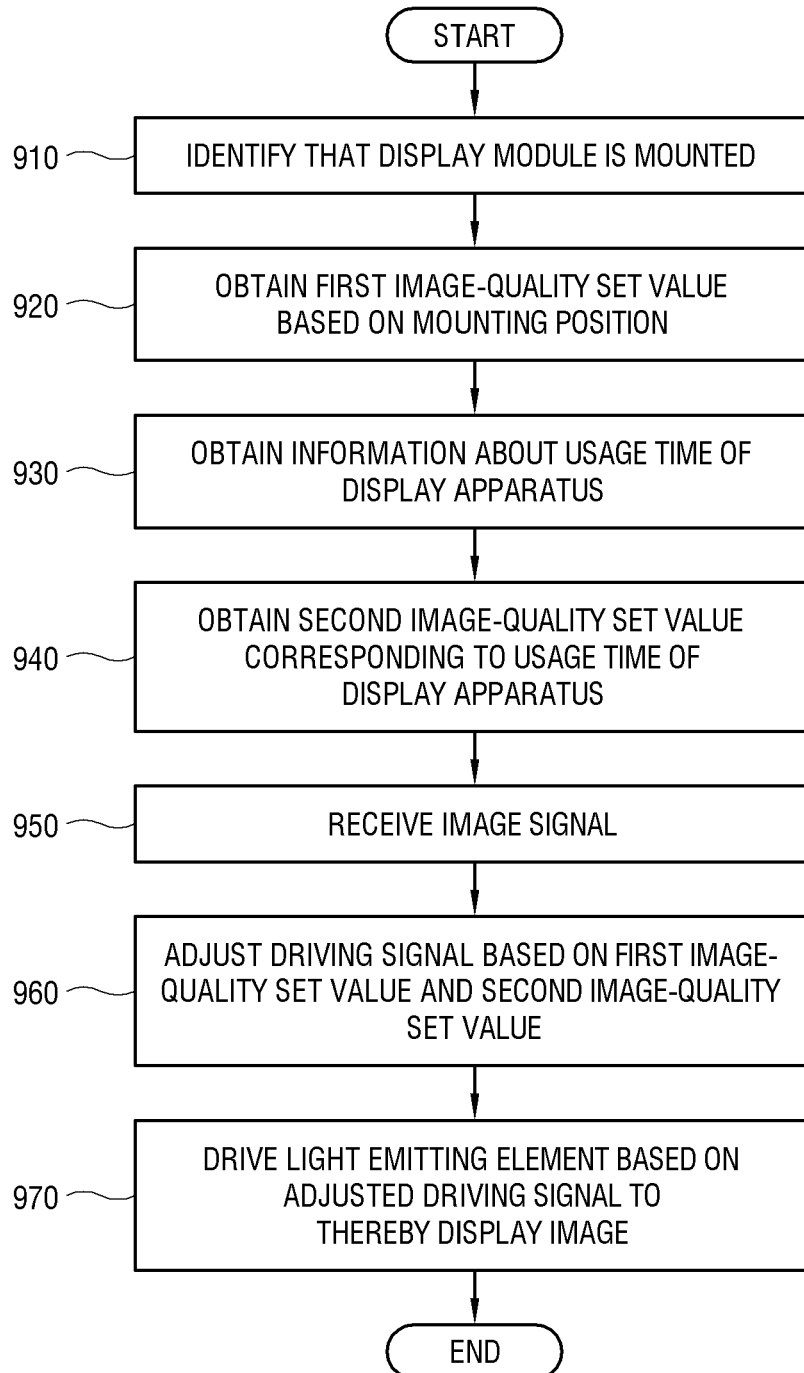 START
910
IDENTIFY THAT DISPLAY MODULE IS MOUNTED
920
OBTAIN FIRST IMAGE-QUALITY SET VALUE
BASED ON MOUNTING POSITION
930
OBTAIN INFORMATION ABOUT USAGE TIME OF
DISPLAY APPARATUS
940
OBTAIN SECOND IMAGE-QUALITY SET VALUE
CORRESPONDING TO USAGE TIME OF
DISPLAY APPARATUS
950
RECEIVE IMAGE SIGNAL
960
ADJUST DRIVING SIGNAL BASED ON FIRST IMAGE-
QUALITY SET VALUE AND SECOND IMAGE-QUALITY
SET VALUE
970
DRIVE LIGHT EMITTING ELEMENT BASED ON
ADJUSTED DRIVING SIGNAL TO
THEREBY DISPLAY IMAGE
END